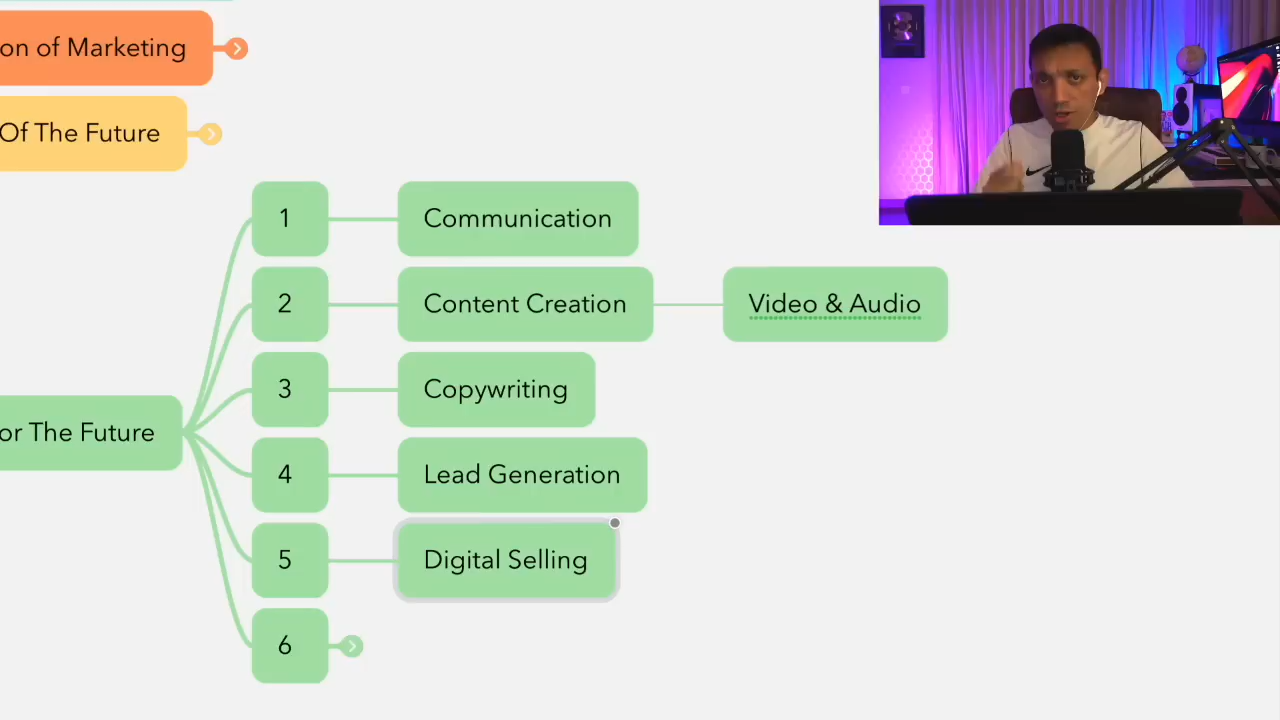 on of Marketing
Of The Future
or The Future
1
Communication
2
Content Creation
Video & Audio
3
Copywriting
4
Lead Generation
5
Digital Selling
6